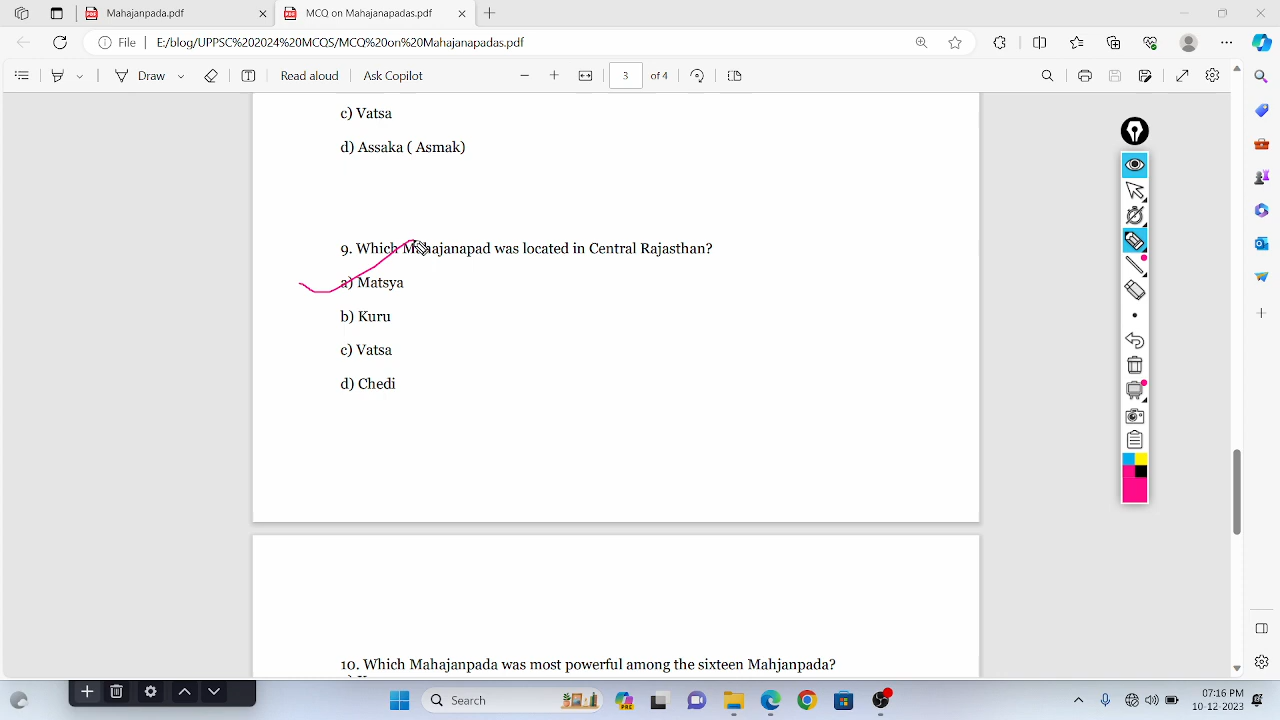 Mahajanpada.pdf
MCQ on Mahajanapadas.pdf
File E:/blog/UPPSC%202024%20MCQS/MCQ%20on%20Mahajanapadas.pdf
Draw Read aloud Ask Copilot 3 of 4
c) Vatsa
d) Assaka ( Asmak)
9. Which Mahajanapad was located in Central Rajasthan?
a) Matsya
b) Kuru
c) Vatsa
d) Chedi
10. Which Mahajanpada was most powerful among the sixteen Mahjanpada?
Search
PRE
07:16 PM
10-12-2023